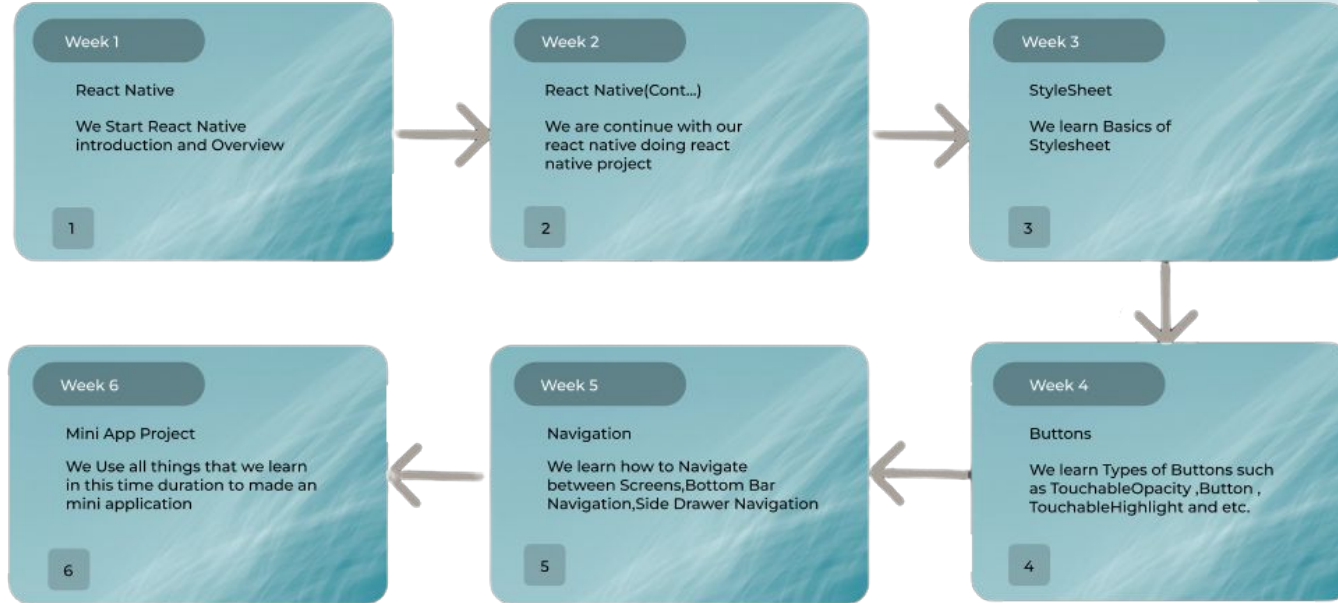 Week 1
React Native
We Start React Native
introduction and Overview
1
Week 2
React Native(Cont...)
We are continue with our
react native doing react
native project
2
Week 3
StyleSheet
We learn Basics of
Stylesheet
3
Week 4
Buttons
We learn Types of Buttons such
as TouchableOpacity ,Button ,
TouchableHighlight and etc.
4
Week 5
Navigation
We learn how to Navigate
between Screens,Bottom Bar
Navigation,Side Drawer Navigation
5
Week 6
Mini App Project
We Use all things that we learn
in this time duration to made an
mini application
6